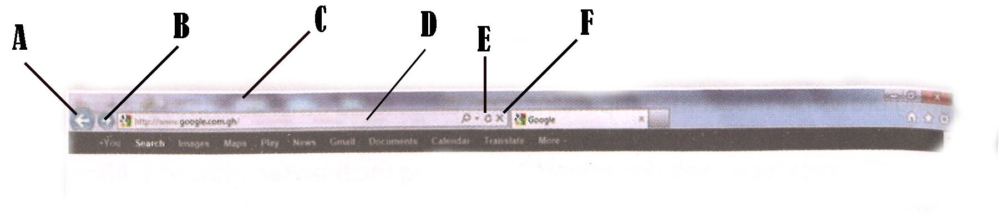 A
B
C
D
E
F
http://www.google.com.gh/
Google
+You Search Images Maps Play News Gmail Documents Calendar Translate More